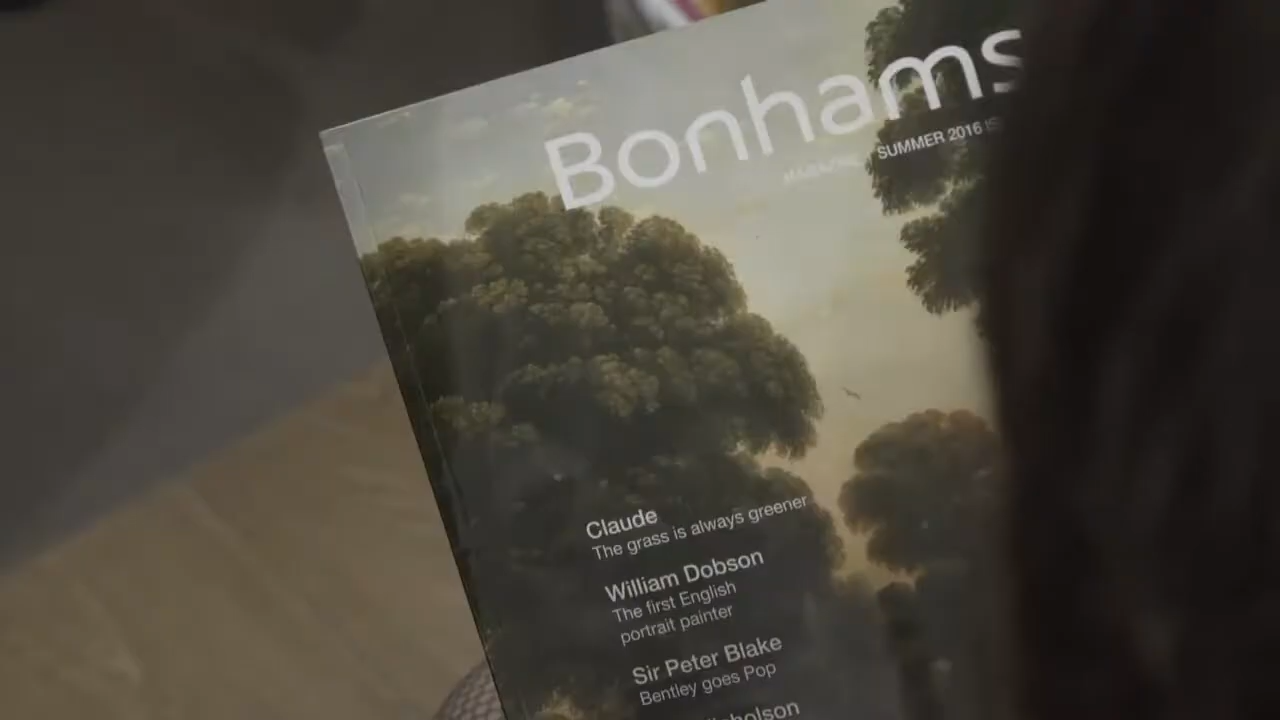 Bonhams
MAGAZINE
SUMMER 2016
Claude
The grass is always greener
William Dobson
The first English
portrait painter
Sir Peter Blake
Bentley goes Pop